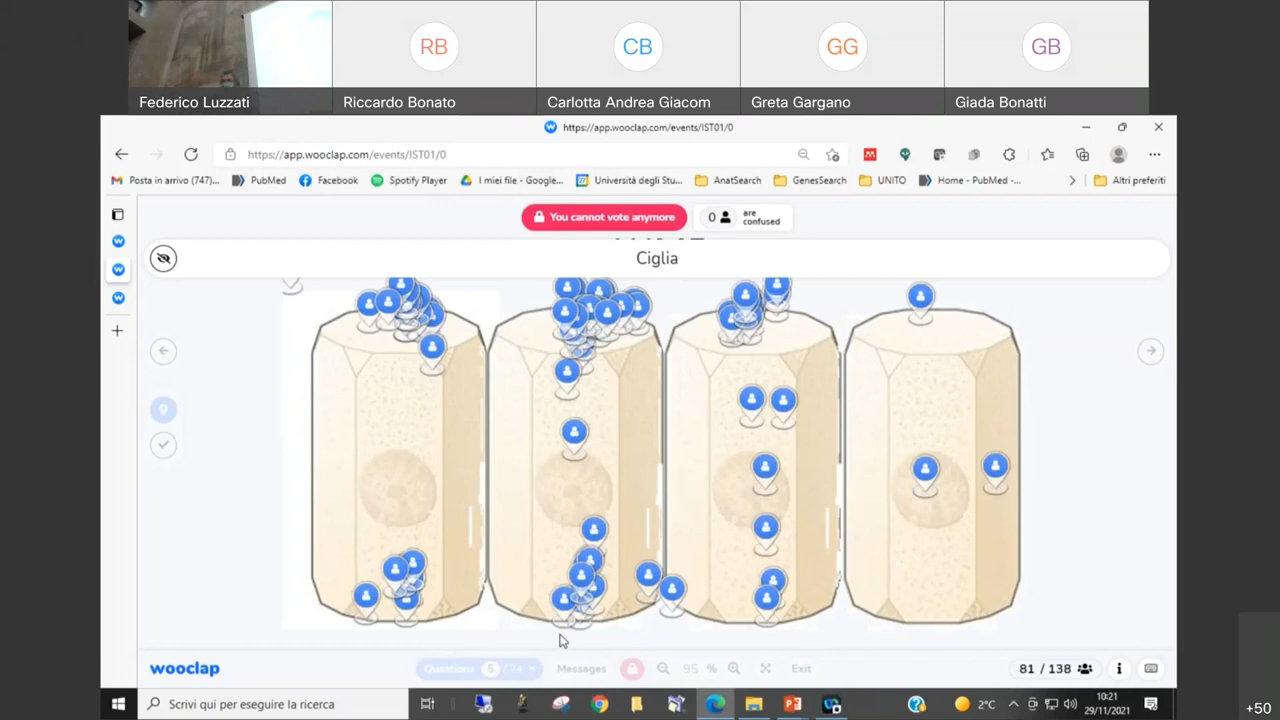 RB
CB
GG
GB
Federico Luzzati
Riccardo Bonato
Carlotta Andrea Giacom
Greta Gargano
Giada Bonatti
https://app.wooclap.com/events/IST01/0
https://app.wooclap.com/events/IST01/0
Posta in arrivo (747)...
PubMed
Facebook
Spotify Player
I miei file - Google...
Università degli Stu...
AnatSearch
GenesSearch
UNITO
Home - PubMed -...
Altri preferiti
You cannot vote anymore
0
are
confused
Ciglia
wooclap
Questions 5 / 24
Messages
95 %
Exit
81 / 138
Scrivi qui per eseguire la ricerca
2°C
10:21
29/11/2021
+50